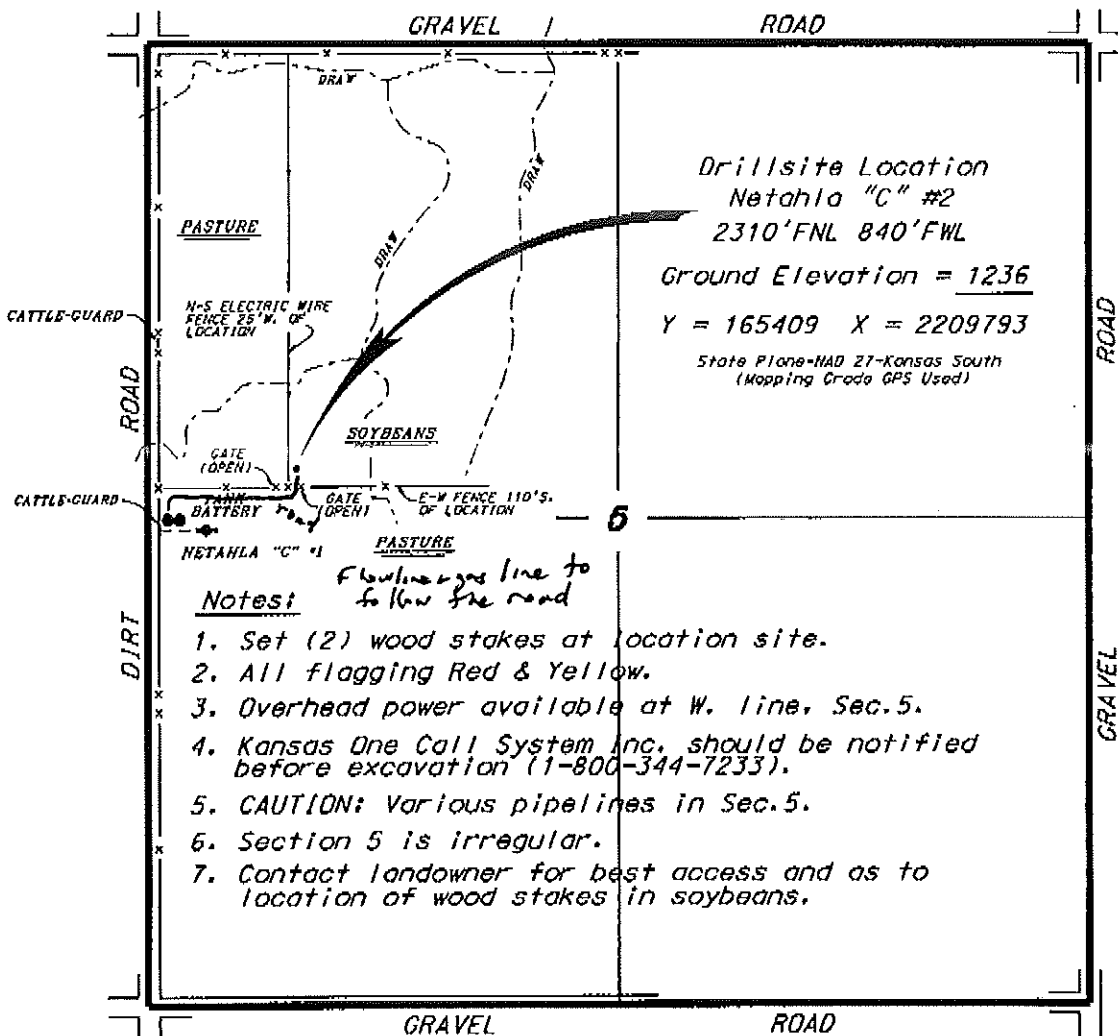 GRAVEL ROAD
DRAW
DRAW
DRAW
PASTURE
Drillsite Location
Netahla "C" #2
2310'FNL 840'FWL
Ground Elevation = 1236
Y = 165409 X = 2209793
State Plane-NAD 27-Kansas South
(Mapping Grade GPS Used)
N-S ELECTRIC WIRE
FENCE 25'W. OF
LOCATION
CATTLE-GUARD
ROAD
ROAD
SOYBEANS
GATE
(OPEN)
CATTLE-GUARD
TANK
BATTERY
road
GATE
(OPEN)
E-W FENCE 110'S.
OF LOCATION
5
NETAHLA "C" #1
PASTURE
Flowline & gas line to
follow the road
DIRT
GRAVEL
Notes:
1. Set (2) wood stakes at location site.
2. All flagging Red & Yellow.
3. Overhead power available at W. line, Sec.5.
4. Kansas One Call System Inc. should be notified
before excavation (1-800-344-7233).
5. CAUTION: Various pipelines in Sec.5.
6. Section 5 is irregular.
7. Contact landowner for best access and as to
location of wood stakes in soybeans.
GRAVEL ROAD